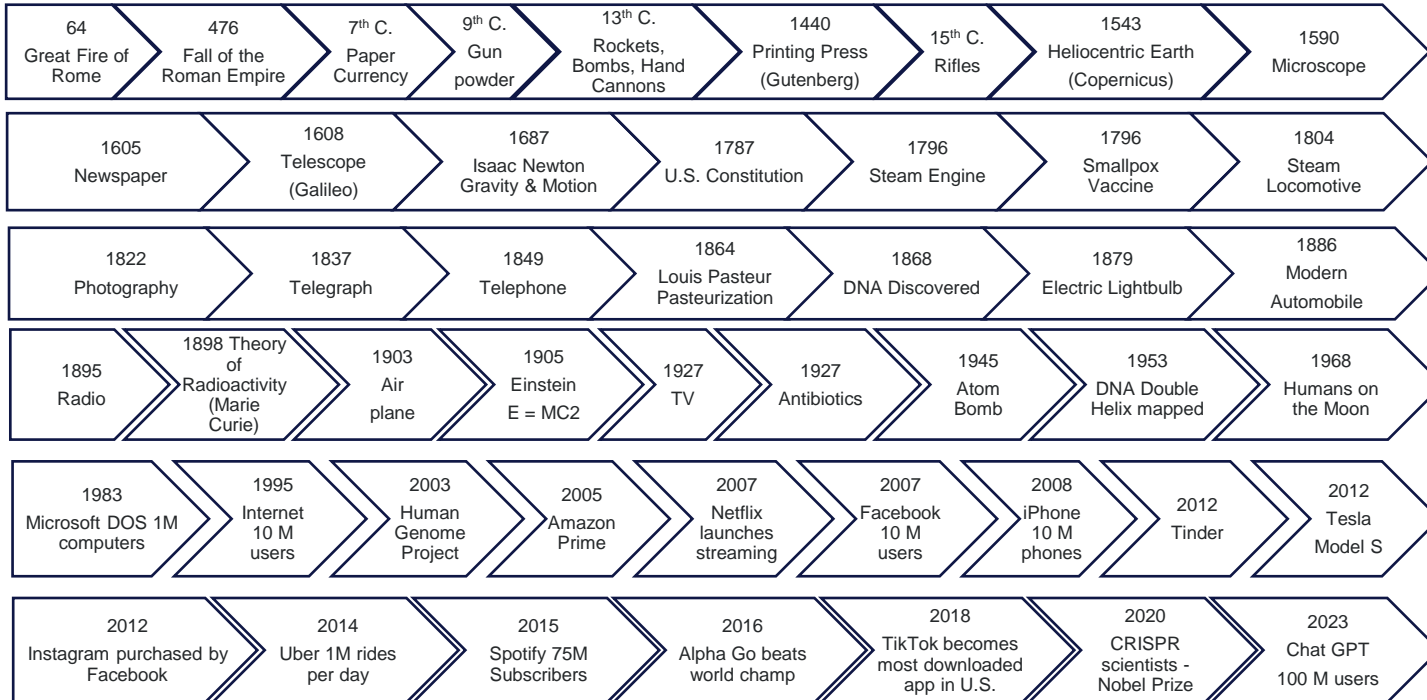 64
Great Fire of
Rome
476
Fall of the
Roman Empire
7th C.
Paper
Currency
9th C.
Gun
powder
13th C.
Rockets,
Bombs, Hand
Cannons
1440
Printing Press
(Gutenberg)
15th C.
Rifles
1543
Heliocentric Earth
(Copernicus)
1590
Microscope
1605
Newspaper
1608
Telescope
(Galileo)
1687
Isaac Newton
Gravity & Motion
1787
U.S. Constitution
1796
Steam Engine
1796
Smallpox
Vaccine
1804
Steam
Locomotive
1822
Photography
1837
Telegraph
1849
Telephone
1864
Louis Pasteur
Pasteurization
1868
DNA Discovered
1879
Electric Lightbulb
1886
Modern
Automobile
1895
Radio
1898 Theory
of
Radioactivity
(Marie
Curie)
1903
Air
plane
1905
Einstein
E = MC2
1927
TV
1927
Antibiotics
1945
Atom
Bomb
1953
DNA Double
Helix mapped
1968
Humans on
the Moon
1983
Microsoft DOS 1M
computers
1995
Internet
10 M
users
2003
Human
Genome
Project
2005
Amazon
Prime
2007
Netflix
launches
streaming
2007
Facebook
10 M
users
2008
iPhone
10 M
phones
2012
Tinder
2012
Tesla
Model S
2012
Instagram purchased by
Facebook
2014
Uber 1M rides
per day
2015
Spotify 75M
Subscribers
2016
Alpha Go beats
world champ
2018
TikTok becomes
most downloaded
app in U.S.
2020
CRISPR
scientists -
Nobel Prize
2023
Chat GPT
100 M users